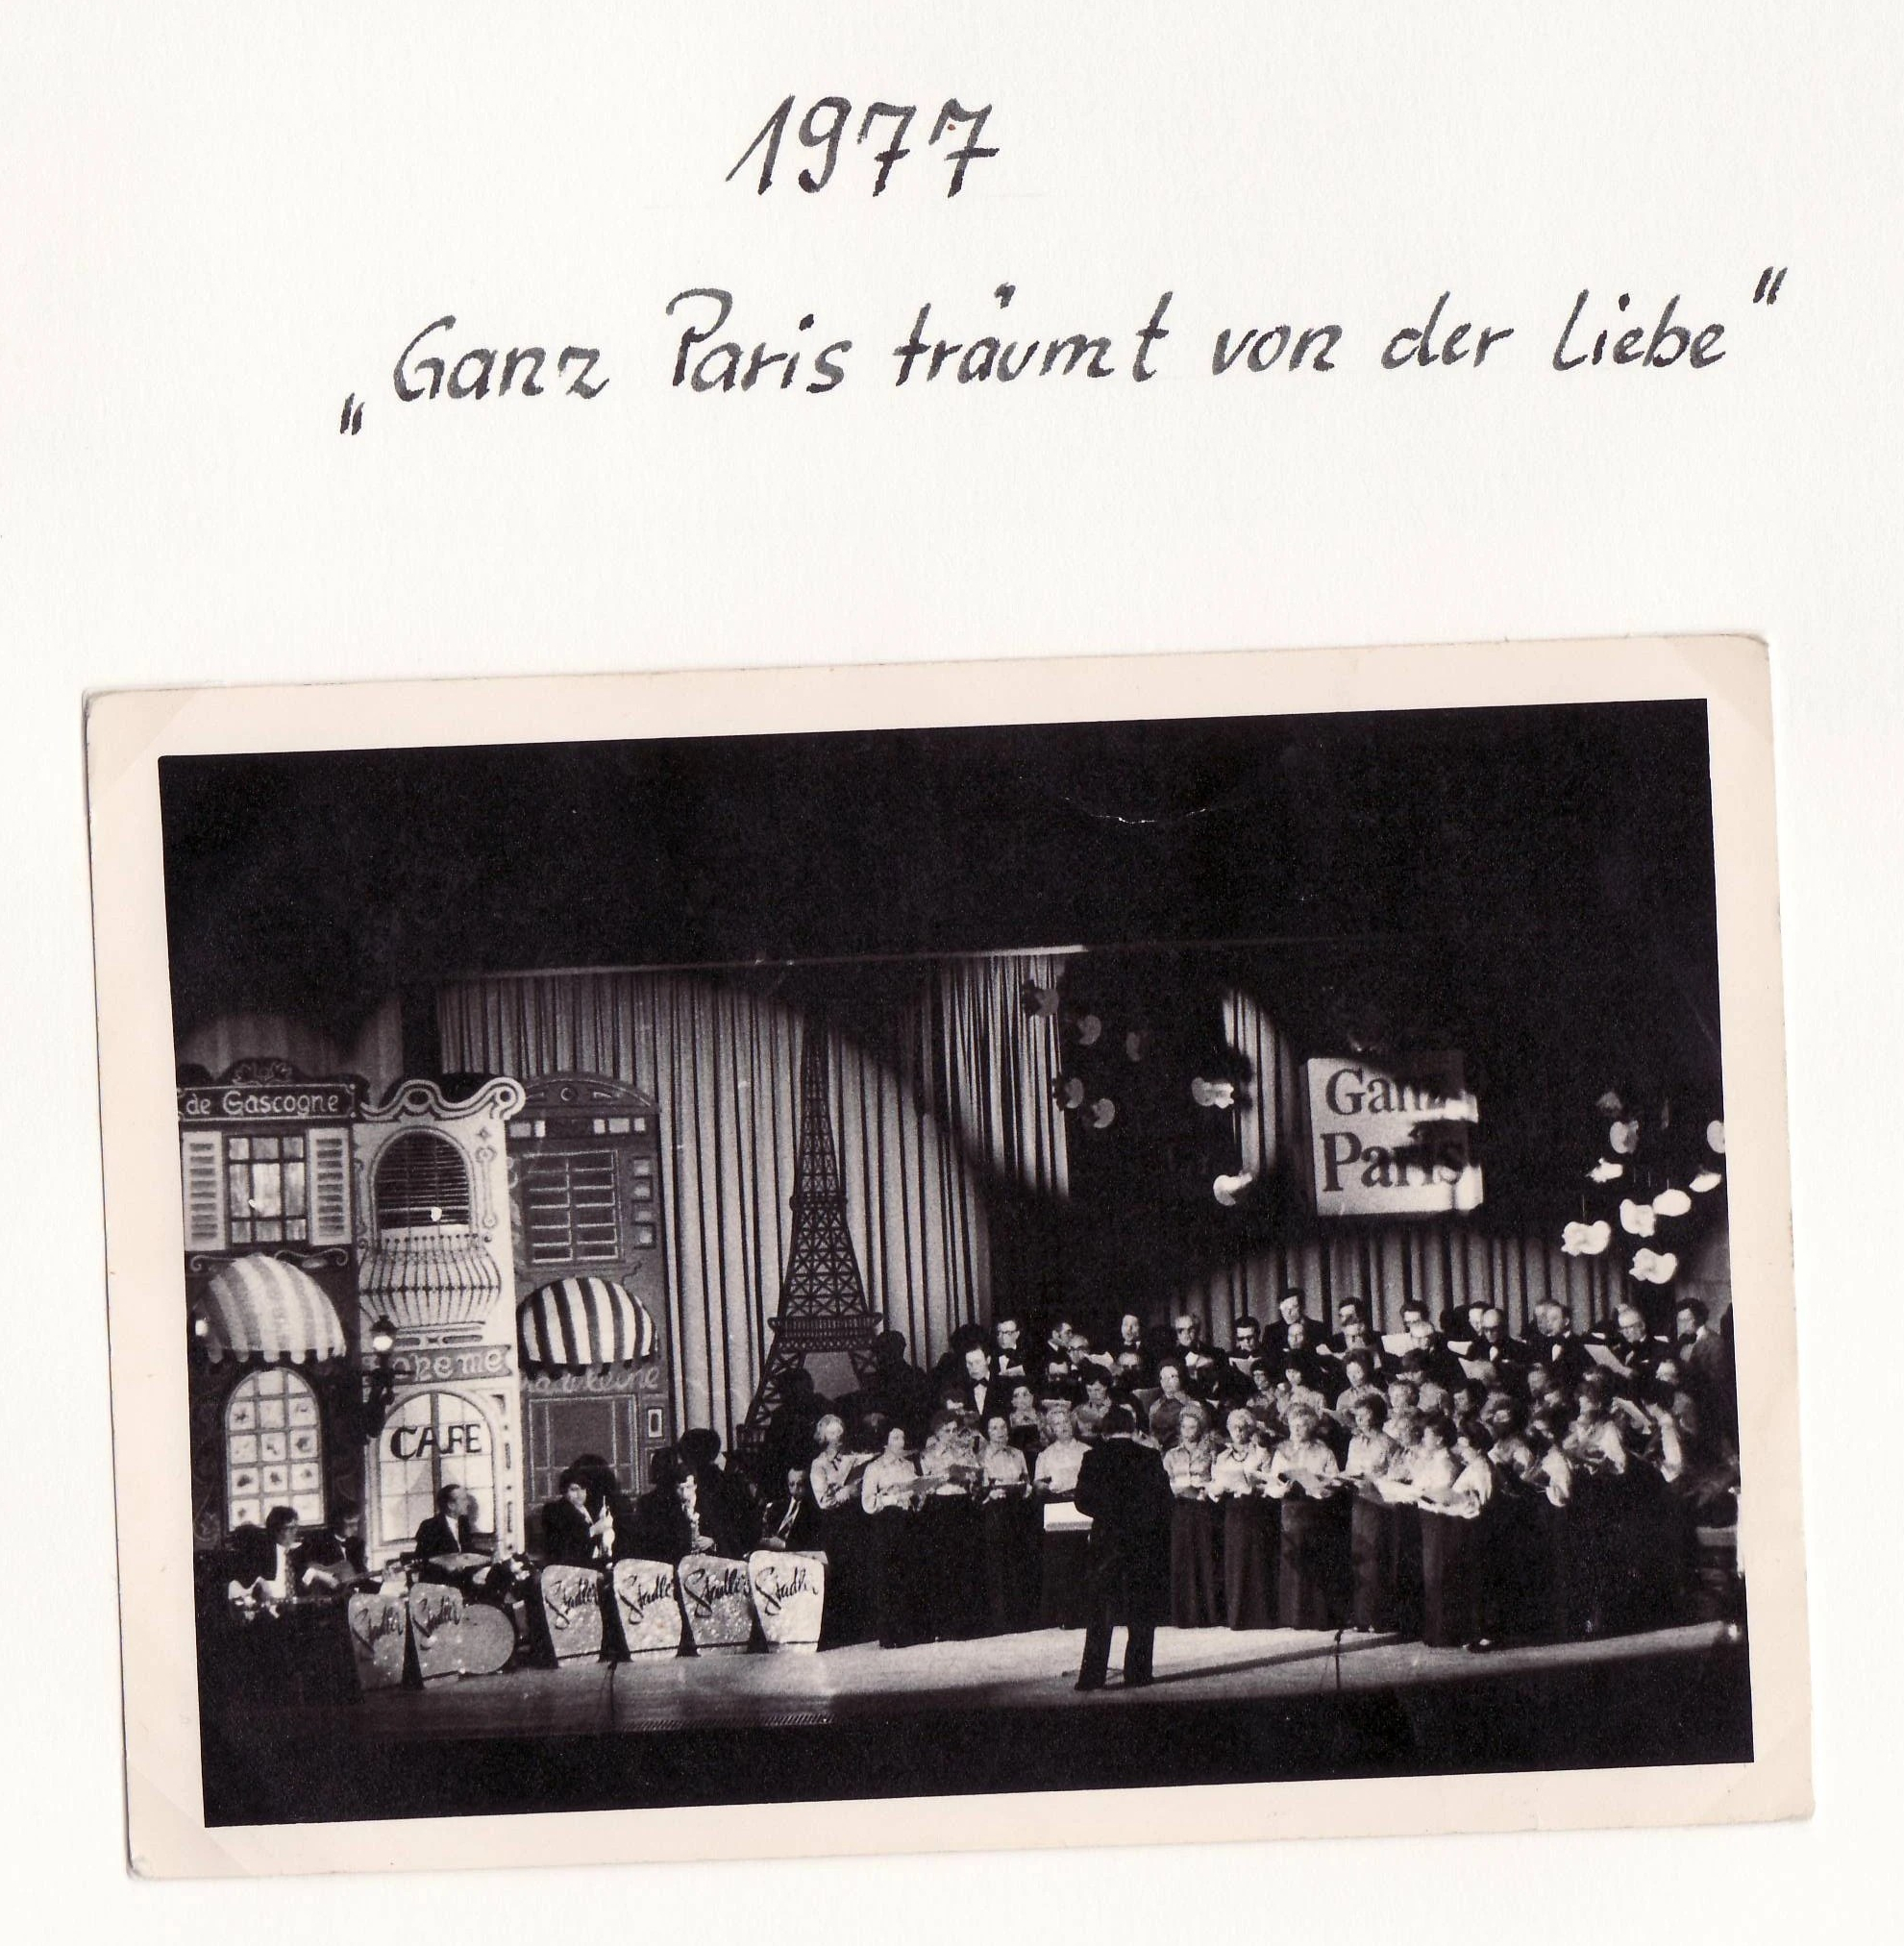 1977
„Ganz Paris träumt von der Liebe"
de Gascogne
Ganz
Paris
CAFE
Stadler
Stadler
Stadler
Stadler
Stadler
Stadler